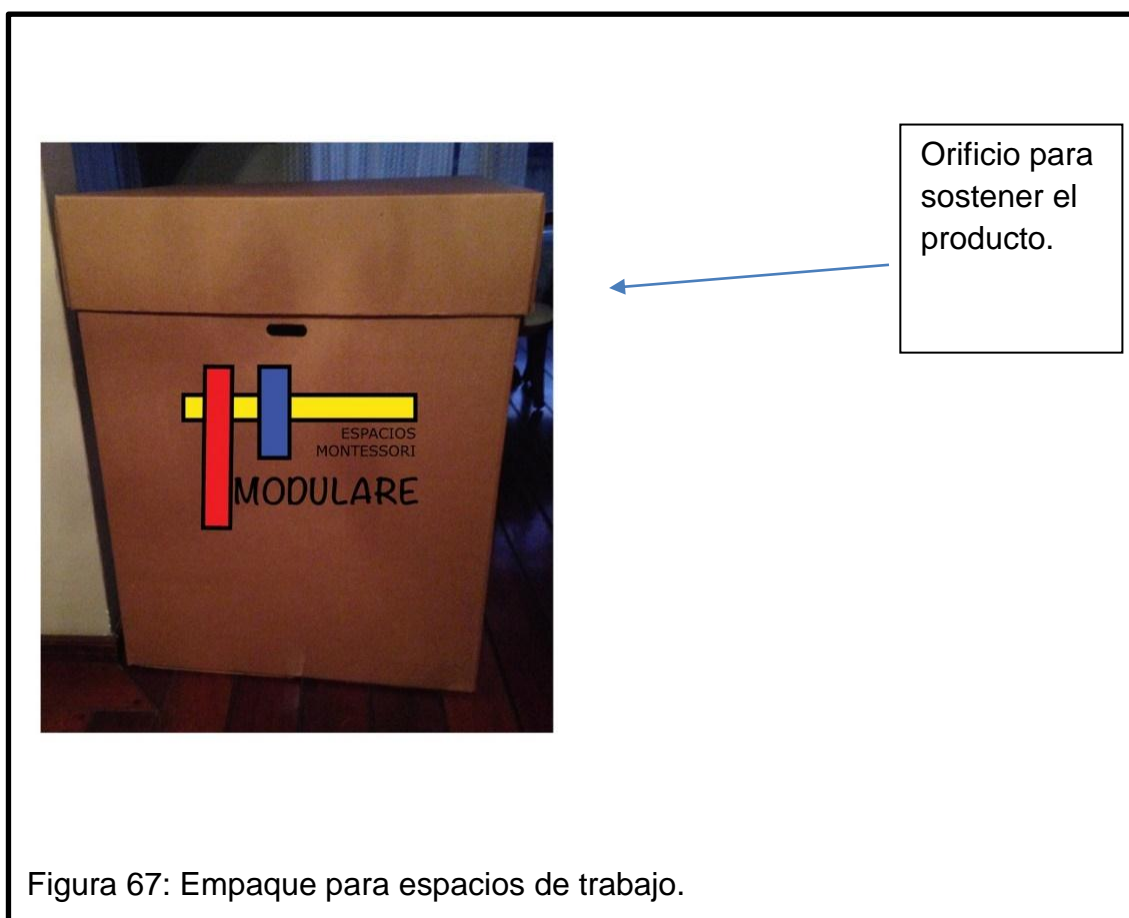 Orificio para
sostener el
producto.
ESPACIOS
MONTESSORI
MODULARE
Figura 67: Empaque para espacios de trabajo.